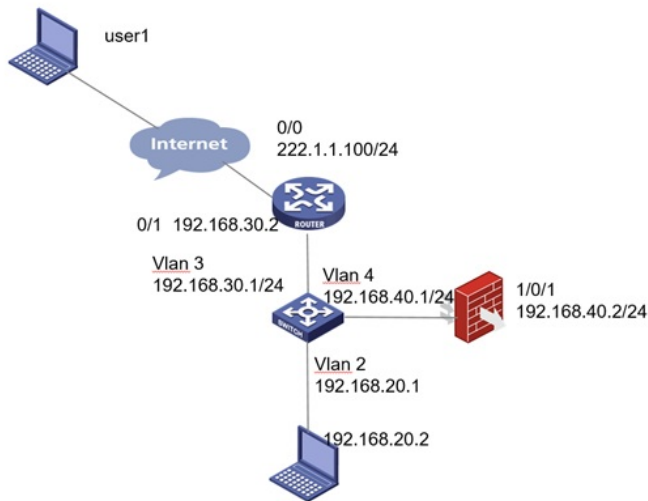 user1
Internet
0/0
222.1.1.100/24
ROUTER
0/1 192.168.30.2
Vlan 3
192.168.30.1/24
Vlan 4
192.168.40.1/24
1/0/1
192.168.40.2/24
SWITCH
Vlan 2
192.168.20.1
192.168.20.2